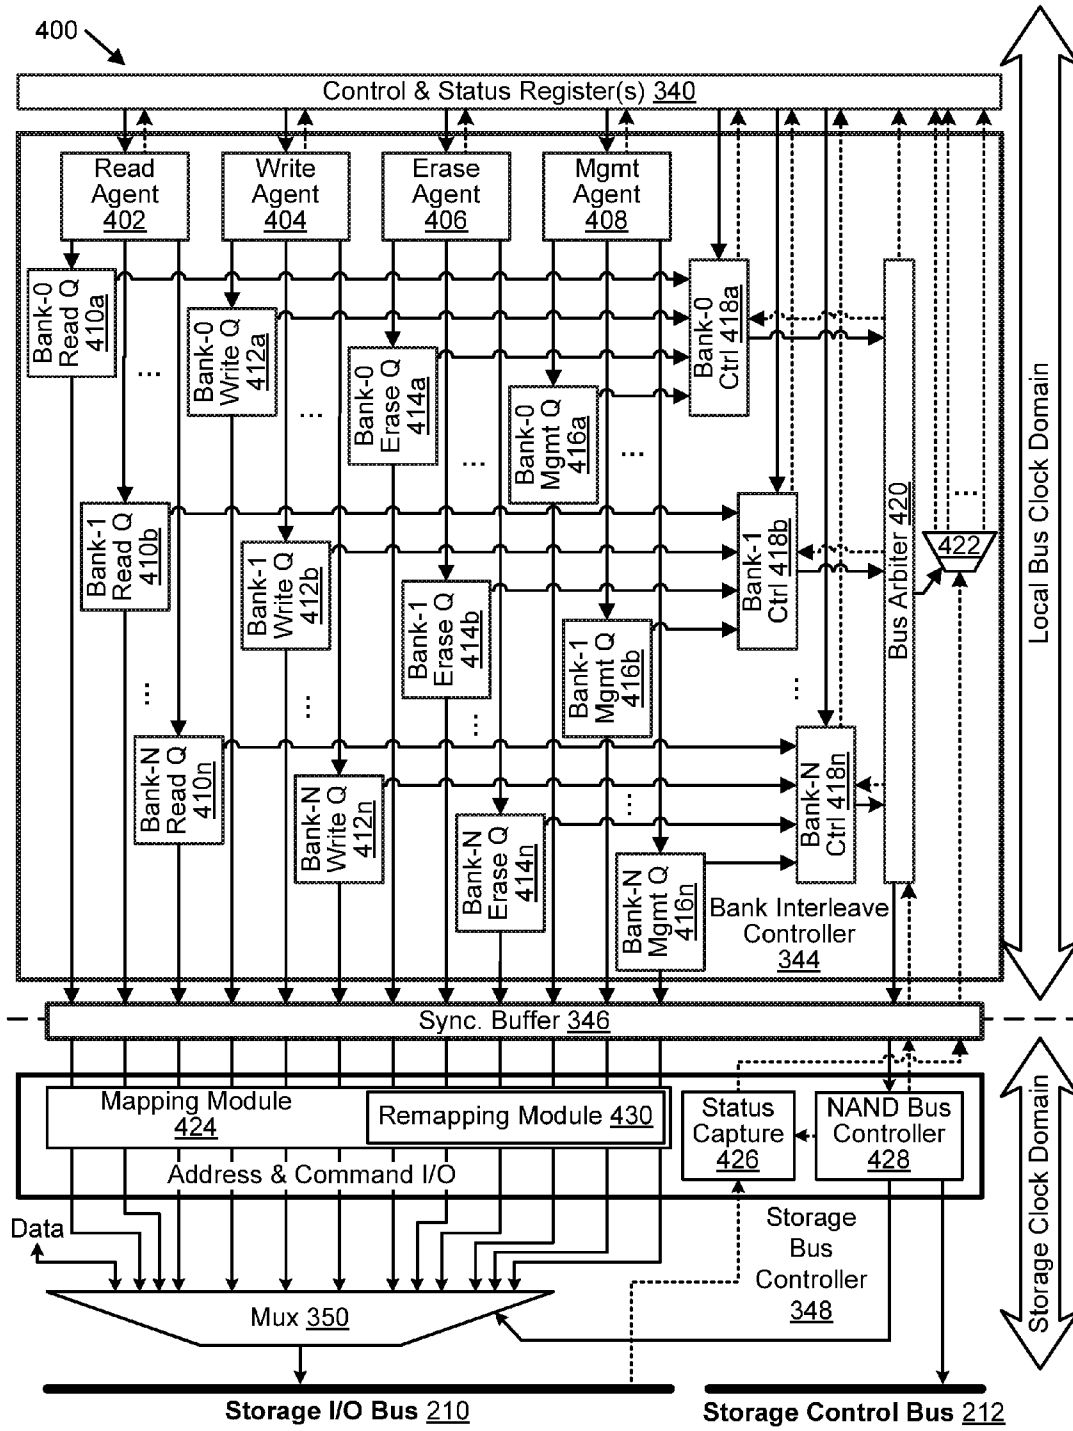 400
Control & Status Register(s) 340
Read
Agent
402
Write
Agent
404
Erase
Agent
406
Mgmt
Agent
408
Bank-0
Read Q
410a
Bank-0
Write Q
412a
Bank-0
Erase Q
414a
Bank-0
Mgmt Q
416a
Bank-0
Ctrl 418a
...
...
...
...
Bank-1
Read Q
410b
Bank-1
Write Q
412b
Bank-1
Erase Q
414b
Bank-1
Mgmt Q
416b
Bank-1
Ctrl 418b
Bus Arbiter 420
...
422
Local Bus Clock Domain
...
...
...
...
...
Bank-N
Read Q
410n
Bank-N
Write Q
412n
Bank-N
Erase Q
414n
Bank-N
Mgmt Q
416n
Bank-N
Ctrl 418n
Bank Interleave
Controller
344
Sync. Buffer 346
Mapping Module
424
Remapping Module 430
Status
Capture
426
NAND Bus
Controller
428
Address & Command I/O
Storage
Bus
Controller
348
Storage Clock Domain
Data
Mux 350
Storage I/O Bus 210
Storage Control Bus 212